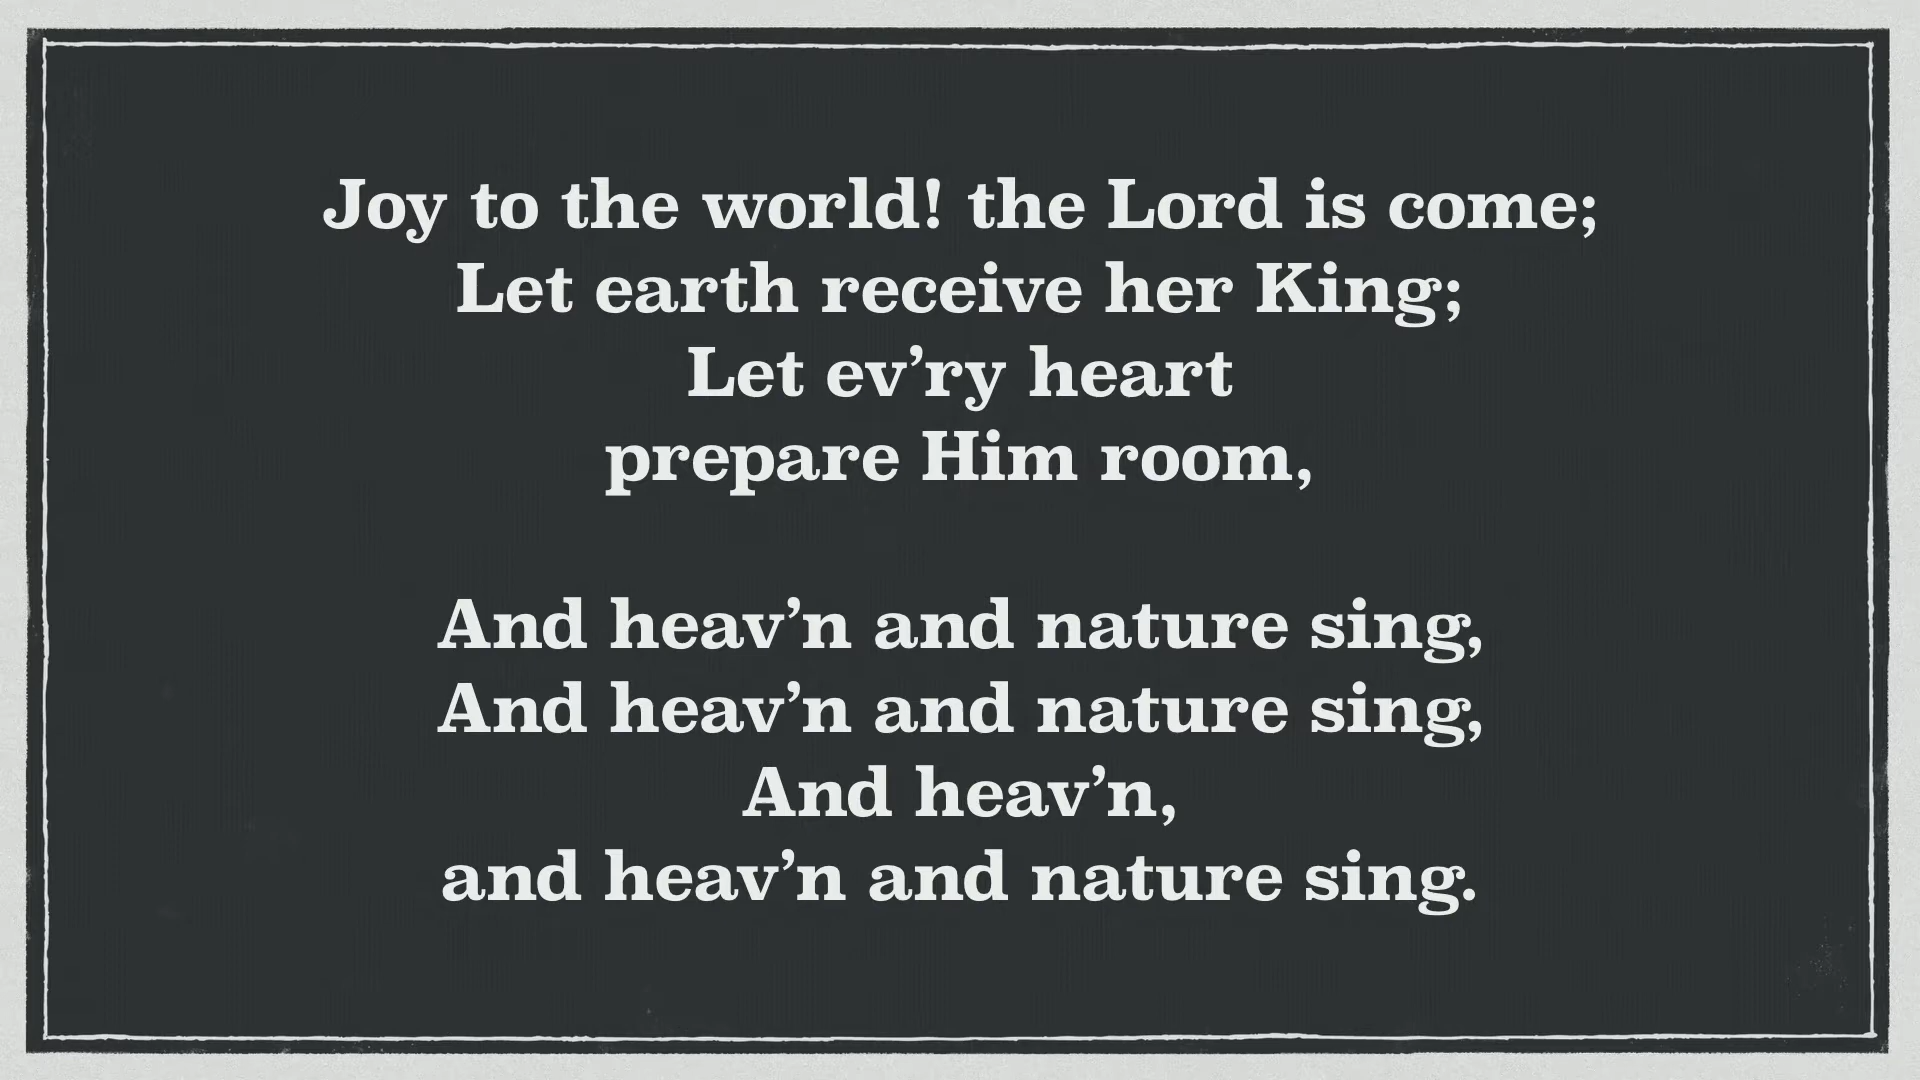 Joy to the world! the Lord is come;
Let earth receive her King;
Let ev’ry heart
prepare Him room,
And heav’n and nature sing,
And heav’n and nature sing,
And heav’n,
and heav’n and nature sing.